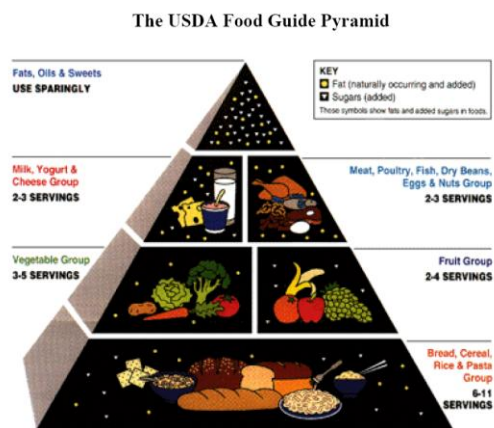 The USDA Food Guide Pyramid
Fats, Oils & Sweets
USE SPARINGLY
KEY
Fat (naturally occurring and added)
Sugars (added)
These symbols show fats and added sugars in foods.
Milk, Yogurt &
Cheese Group
2-3 SERVINGS
Meat, Poultry, Fish, Dry Beans,
Eggs & Nuts Group
2-3 SERVINGS
Vegetable Group
3-5 SERVINGS
Fruit Group
2-4 SERVINGS
Bread, Cereal,
Rice & Pasta
Group
6-11
SERVINGS